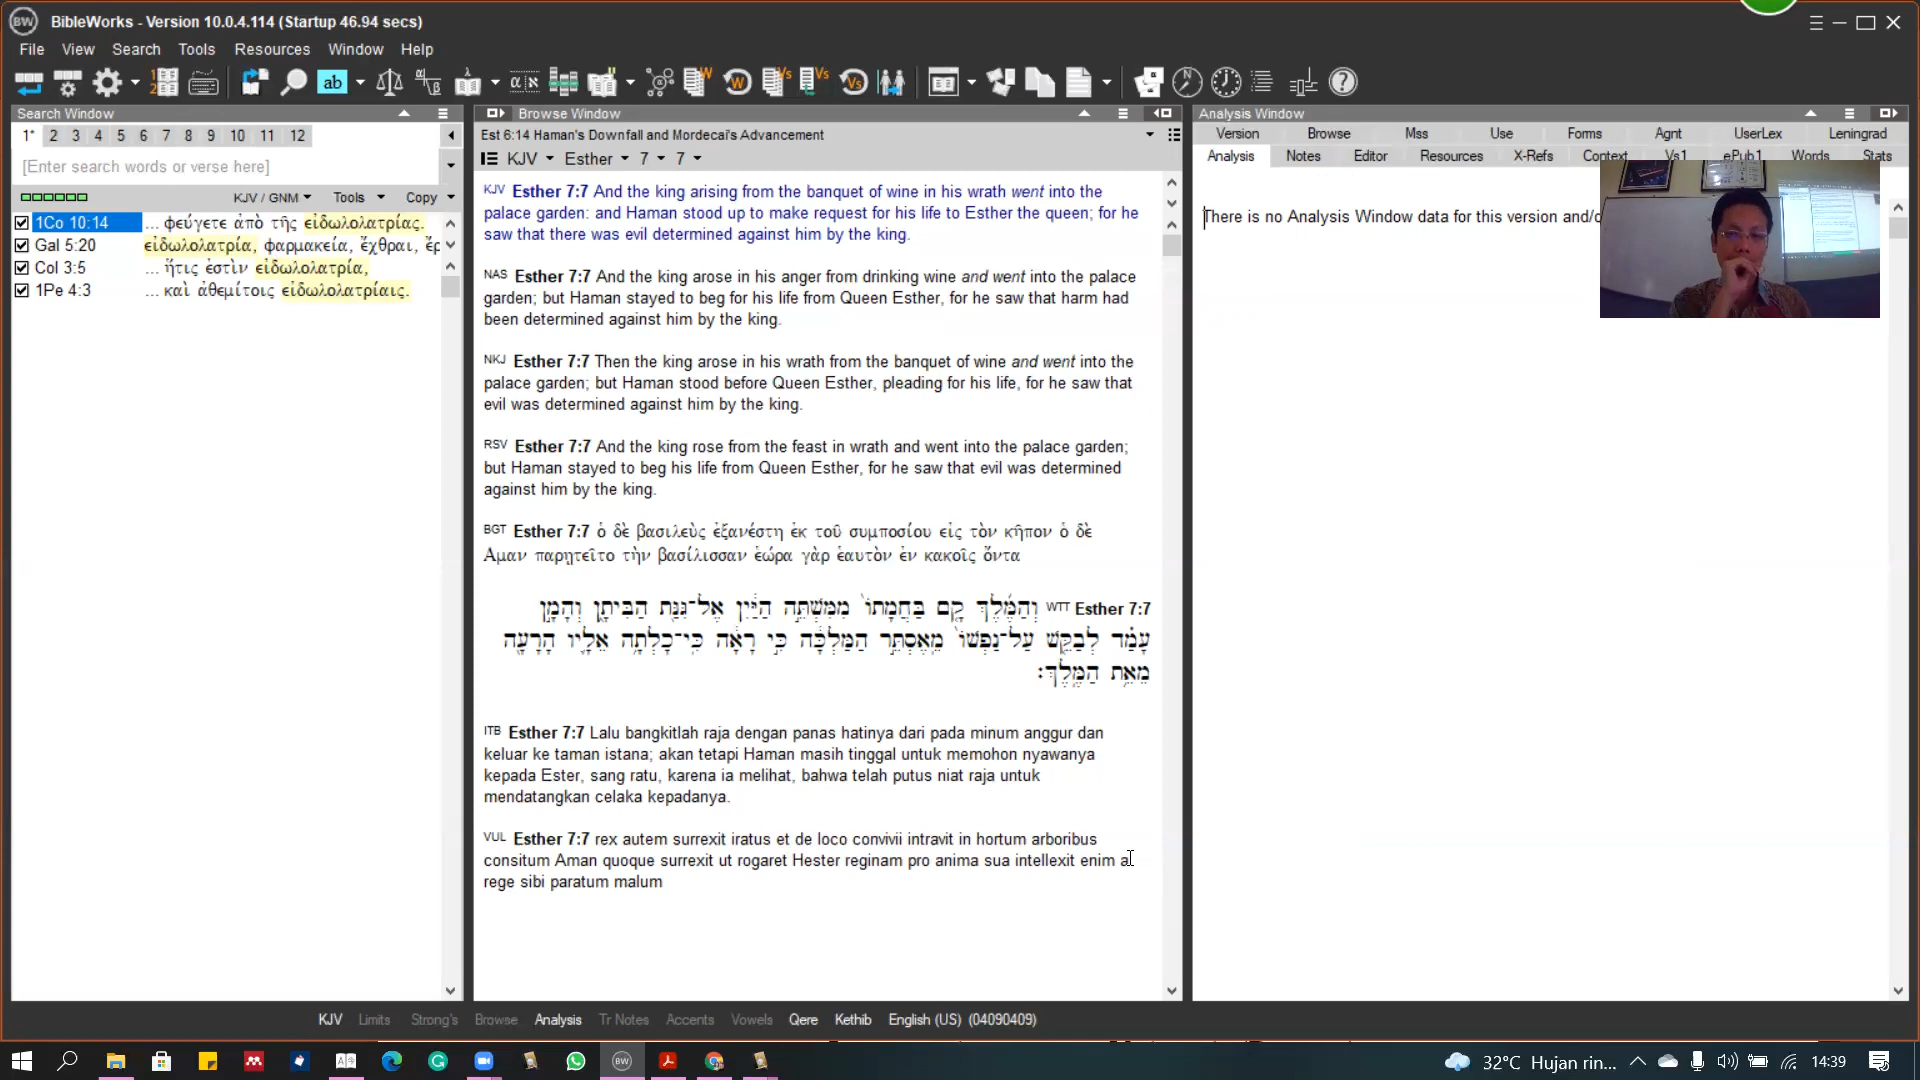 BibleWorks - Version 10.0.4.114 (Startup 46.94 secs)
File View Search Tools Resources Window Help
Search Window
1* 2 3 4 5 6 7 8 9 10 11 12
[Enter search words or verse here]
KJV / GNM Tools Copy
1Co 10:14 ... φεύγετε ἀπὸ τῆς εἰδωλολατρίας.
Gal 5:20 εἰδωλολατρία, φαρμακεία, ἔχθραι, ἔρ
Col 3:5 ... ἥτις ἐστὶν εἰδωλολατρία,
1Pe 4:3 ... καὶ ἀθεμίτοις εἰδωλολατρίαις.
Browse Window
Est 6:14 Haman's Downfall and Mordecai's Advancement
KJV Esther 7 7
KJV Esther 7:7 And the king arising from the banquet of wine in his wrath went into the
palace garden: and Haman stood up to make request for his life to Esther the queen; for he
saw that there was evil determined against him by the king.
NAS Esther 7:7 And the king arose in his anger from drinking wine and went into the palace
garden; but Haman stayed to beg for his life from Queen Esther, for he saw that harm had
been determined against him by the king.
NKJ Esther 7:7 Then the king arose in his wrath from the banquet of wine and went into the
palace garden; but Haman stood before Queen Esther, pleading for his life, for he saw that
evil was determined against him by the king.
RSV Esther 7:7 And the king rose from the feast in wrath and went into the palace garden;
but Haman stayed to beg his life from Queen Esther, for he saw that evil was determined
against him by the king.
BGT Esther 7:7 ὁ δὲ βασιλεὺς ἐξανέστη ἐκ τοῦ συμποσίου εἰς τὸν κῆπον ὁ δὲ
Αμαν παρῃτεῖτο τὴν βασίλισσαν ἑώρα γὰρ ἑαυτὸν ἐν κακοῖς ὄντα
WTT Esther 7:7 וְהַמֶּ֜לֶךְ קָ֤ם בַּחֲמָתוֹ֙ מִמִּשְׁתֵּ֣ה הַיַּ֔יִן אֶל־גִּנַּ֖ת הַבִּיתָ֑ן וְהָמָ֣ן
עָמַ֗ד לְבַקֵּ֤שׁ עַל־נַפְשׁוֹ֙ מֵֽאֶסְתֵּ֣ר הַמַּלְכָּ֔ה כִּ֣י רָאָ֔ה כִּֽי־כָלְתָ֥ה אֵלָ֛יו הָרָעָ֖ה
מֵאֵ֥ת הַמֶּֽלֶךְ׃
ITB Esther 7:7 Lalu bangkitlah raja dengan panas hatinya dari pada minum anggur dan
keluar ke taman istana; akan tetapi Haman masih tinggal untuk memohon nyawanya
kepada Ester, sang ratu, karena ia melihat, bahwa telah putus niat raja untuk
mendatangkan celaka kepadanya.
VUL Esther 7:7 rex autem surrexit iratus et de loco convivii intravit in hortum arboribus
consitum Aman quoque surrexit ut rogaret Hester reginam pro anima sua intellexit enim a
rege sibi paratum malum
Analysis Window
Version Browse Mss Use Forms Agnt UserLex Leningrad
Analysis Notes Editor Resources X-Refs Context Vs1 ePub1 Words Stats
There is no Analysis Window data for this version and/o
KJV Limits Strong's Browse Analysis Tr Notes Accents Vowels Qere Kethib English (US) (04090409)
32°C Hujan rin... 14:39